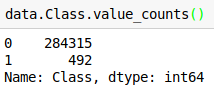 data.Class.value_counts()
0    284315
1       492
Name: Class, dtype: int64